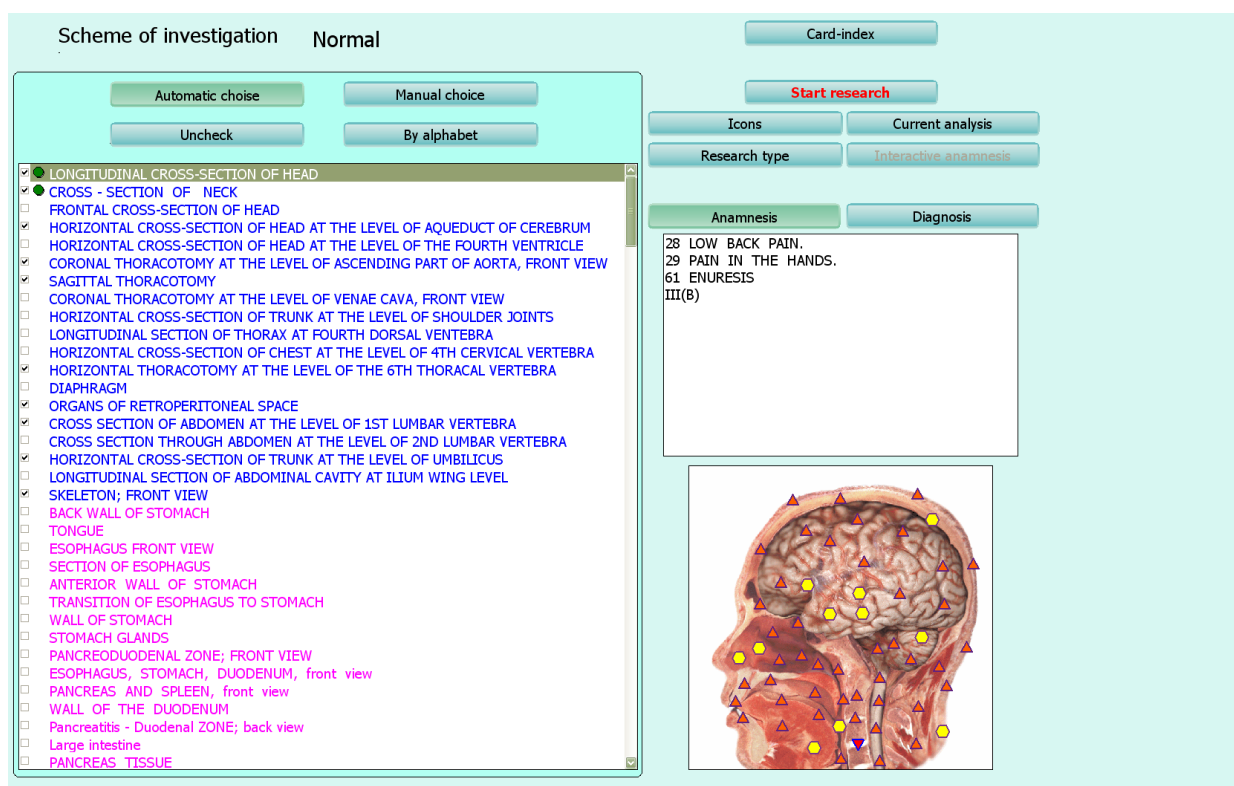 Scheme of investigation Normal
Card-index
Automatic choise Manual choice
Uncheck By alphabet
Start research
Icons Current analysis
Research type Interactive anamnesis
Anamnesis Diagnosis
LONGITUDINAL CROSS-SECTION OF HEAD
CROSS - SECTION OF NECK
FRONTAL CROSS-SECTION OF HEAD
HORIZONTAL CROSS-SECTION OF HEAD AT THE LEVEL OF AQUEDUCT OF CEREBRUM
HORIZONTAL CROSS-SECTION OF HEAD AT THE LEVEL OF THE FOURTH VENTRICLE
CORONAL THORACOTOMY AT THE LEVEL OF ASCENDING PART OF AORTA, FRONT VIEW
SAGITTAL THORACOTOMY
CORONAL THORACOTOMY AT THE LEVEL OF VENAE CAVA, FRONT VIEW
HORIZONTAL CROSS-SECTION OF TRUNK AT THE LEVEL OF SHOULDER JOINTS
LONGITUDINAL SECTION OF THORAX AT FOURTH DORSAL VENTEBRA
HORIZONTAL CROSS-SECTION OF CHEST AT THE LEVEL OF 4TH CERVICAL VERTEBRA
HORIZONTAL THORACOTOMY AT THE LEVEL OF THE 6TH THORACAL VERTEBRA
DIAPHRAGM
ORGANS OF RETROPERITONEAL SPACE
CROSS SECTION OF ABDOMEN AT THE LEVEL OF 1ST LUMBAR VERTEBRA
CROSS SECTION THROUGH ABDOMEN AT THE LEVEL OF 2ND LUMBAR VERTEBRA
HORIZONTAL CROSS-SECTION OF TRUNK AT THE LEVEL OF UMBILICUS
LONGITUDINAL SECTION OF ABDOMINAL CAVITY AT ILIUM WING LEVEL
SKELETON; FRONT VIEW
BACK WALL OF STOMACH
TONGUE
ESOPHAGUS FRONT VIEW
SECTION OF ESOPHAGUS
ANTERIOR WALL OF STOMACH
TRANSITION OF ESOPHAGUS TO STOMACH
WALL OF STOMACH
STOMACH GLANDS
PANCREODUODENAL ZONE; FRONT VIEW
ESOPHAGUS, STOMACH, DUODENUM, front view
PANCREAS AND SPLEEN, front view
WALL OF THE DUODENUM
Pancreatitis - Duodenal ZONE; back view
Large intestine
PANCREAS TISSUE
28 LOW BACK PAIN.
29 PAIN IN THE HANDS.
61 ENURESIS
III(B)